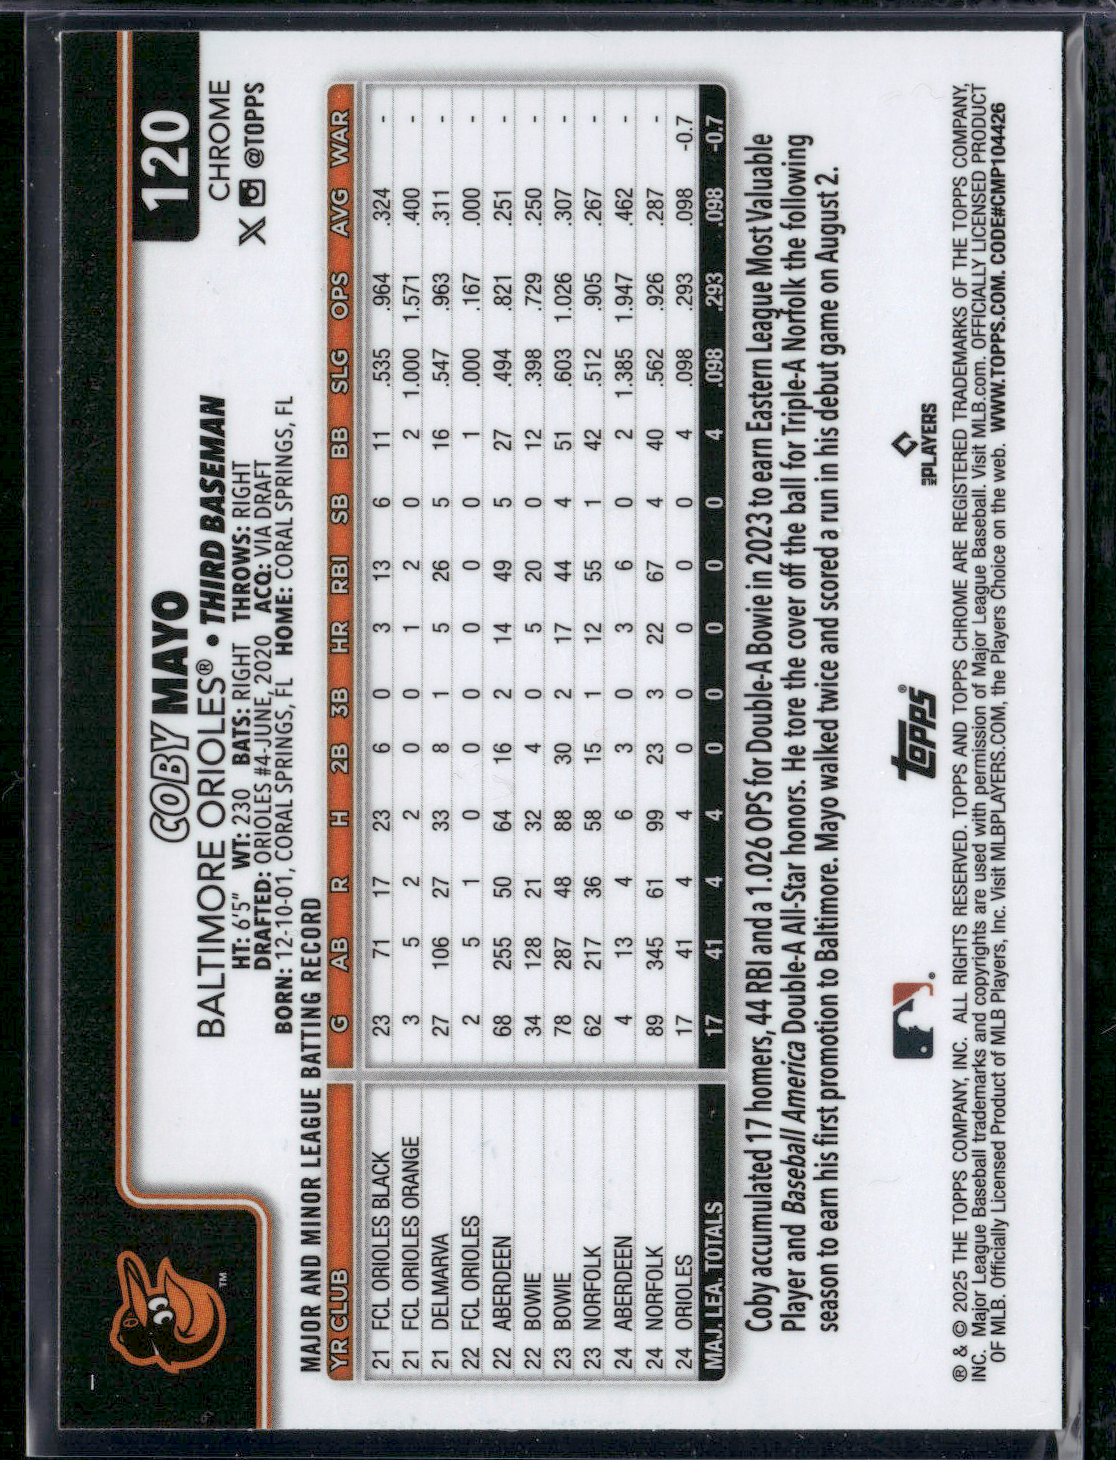 120
CHROME
@TOPPS
COBY MAYO
BALTIMORE ORIOLES® • THIRD BASEMAN
HT: 6'5" WT: 230 BATS: RIGHT THROWS: RIGHT
DRAFTED: ORIOLES #4-JUNE, 2020 ACQ: VIA DRAFT
BORN: 12-10-01, CORAL SPRINGS, FL HOME: CORAL SPRINGS, FL
TM
MAJOR AND MINOR LEAGUE BATTING RECORD
YR CLUB G AB R H 2B 3B HR RBI SB BB SLG OPS AVG WAR
21 FCL ORIOLES BLACK 23 71 17 23 6 0 3 13 6 11 .535 .964 .324 -
21 FCL ORIOLES ORANGE 3 5 2 2 0 0 1 2 0 2 1.000 1.571 .400 -
21 DELMARVA 27 106 27 33 8 1 5 26 5 16 .547 .963 .311 -
22 FCL ORIOLES 2 5 1 0 0 0 0 0 0 1 .000 .167 .000 -
22 ABERDEEN 68 255 50 64 16 2 14 49 5 27 .494 .821 .251 -
22 BOWIE 34 128 21 32 4 0 5 20 0 12 .398 .729 .250 -
23 BOWIE 78 287 48 88 30 2 17 44 4 51 .603 1.026 .307 -
23 NORFOLK 62 217 36 58 15 1 12 55 1 42 .512 .905 .267 -
24 ABERDEEN 4 13 4 6 3 0 3 6 0 2 1.385 1.947 .462 -
24 NORFOLK 89 345 61 99 23 3 22 67 4 40 .562 .926 .287 -
24 ORIOLES 17 41 4 4 0 0 0 0 0 4 .098 .293 .098 -0.7
MAJ. LEA. TOTALS 17 41 4 4 0 0 0 0 0 4 .098 .293 .098 -0.7
Coby accumulated 17 homers, 44 RBI and a 1.026 OPS for Double-A Bowie in 2023 to earn Eastern League Most Valuable
Player and Baseball America Double-A All-Star honors. He tore the cover off the ball for Triple-A Norfolk the following
season to earn his first promotion to Baltimore. Mayo walked twice and scored a run in his debut game on August 2.
topps®
MLB PLAYERS
® & © 2025 THE TOPPS COMPANY, INC. ALL RIGHTS RESERVED. TOPPS AND TOPPS CHROME ARE REGISTERED TRADEMARKS OF THE TOPPS COMPANY,
INC. Major League Baseball trademarks and copyrights are used with permission of Major League Baseball. Visit MLB.com. OFFICIALLY LICENSED PRODUCT
OF MLB. Officially Licensed Product of MLB Players, Inc. Visit MLBPLAYERS.COM, the Players Choice on the web. WWW.TOPPS.COM. CODE#CMP104426